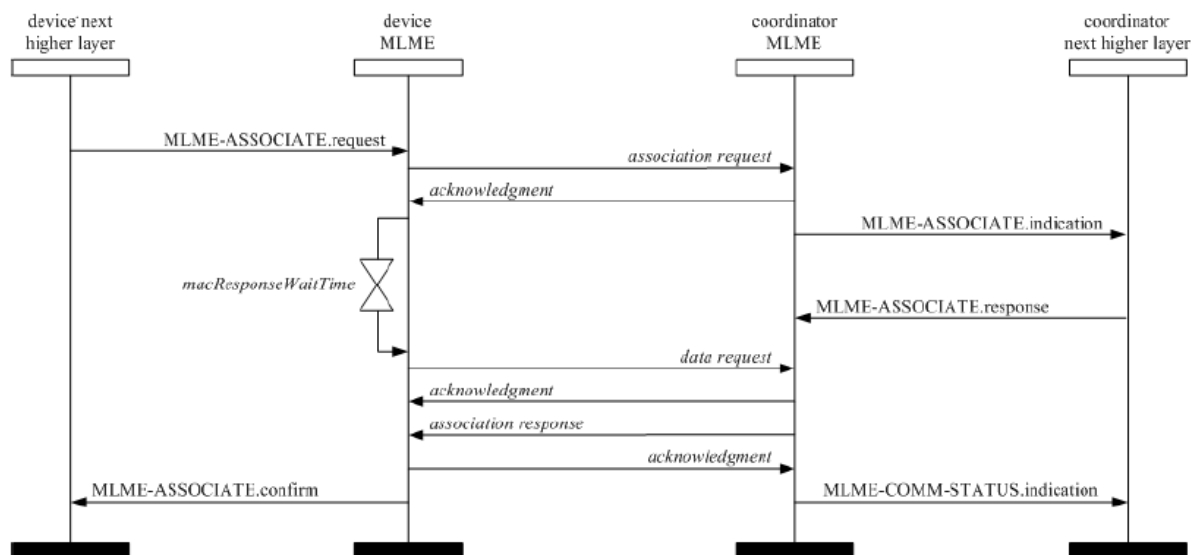 device next
higher layer
device
MLME
coordinator
MLME
coordinator
next higher layer
MLME-ASSOCIATE.request
association request
acknowledgment
MLME-ASSOCIATE.indication
macResponseWaitTime
MLME-ASSOCIATE.response
data request
acknowledgment
association response
acknowledgment
MLME-ASSOCIATE.confirm
MLME-COMM-STATUS.indication